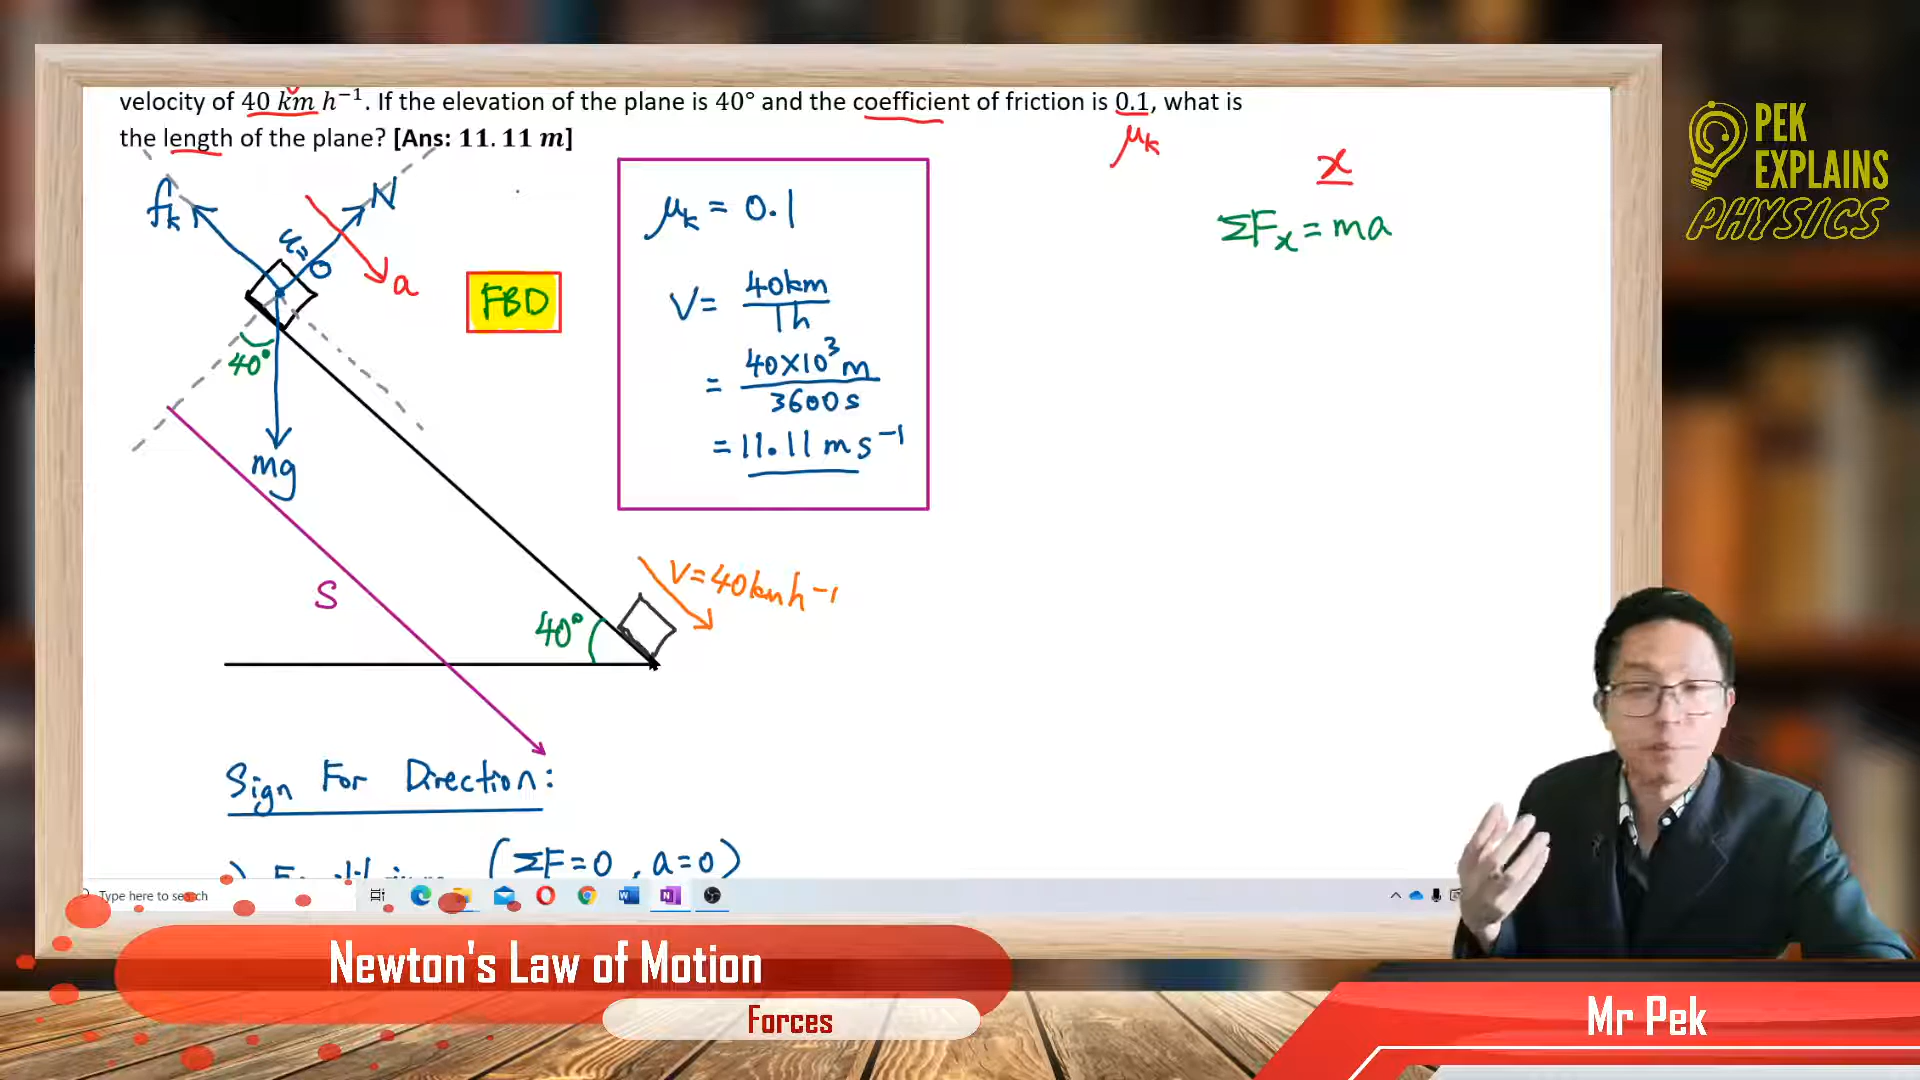 velocity of 40 km h⁻¹. If the elevation of the plane is 40° and the coefficient of friction is 0.1, what is
the length of the plane? [Ans: 11.11 m]
μk
x
ΣFx = ma
fk
N
u=0
a
FBD
40°
mg
S
μk = 0.1
V = 40km / 1h
= 40×10³ m / 3600 s
= 11.11 m s⁻¹
V=40km h⁻¹
40°
Sign For Direction:
(ΣF=0, a=0)
Type here to search
PEK
EXPLAINS
PHYSICS
Newton's Law of Motion
Forces
Mr Pek